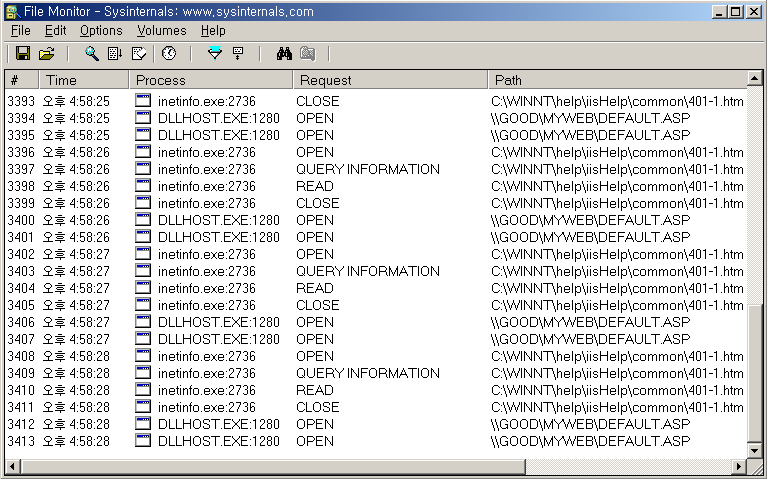 File Monitor - Sysinternals: www.sysinternals.com
File Edit Options Volumes Help
# Time Process Request Path
3393 오후 4:58:25 inetinfo.exe:2736 CLOSE C:\WINNT\help\iisHelp\common\401-1.htm
3394 오후 4:58:25 DLLHOST.EXE:1280 OPEN \\GOOD\MYWEB\DEFAULT.ASP
3395 오후 4:58:25 DLLHOST.EXE:1280 OPEN \\GOOD\MYWEB\DEFAULT.ASP
3396 오후 4:58:26 inetinfo.exe:2736 OPEN C:\WINNT\help\iisHelp\common\401-1.htm
3397 오후 4:58:26 inetinfo.exe:2736 QUERY INFORMATION C:\WINNT\help\iisHelp\common\401-1.htm
3398 오후 4:58:26 inetinfo.exe:2736 READ C:\WINNT\help\iisHelp\common\401-1.htm
3399 오후 4:58:26 inetinfo.exe:2736 CLOSE C:\WINNT\help\iisHelp\common\401-1.htm
3400 오후 4:58:26 DLLHOST.EXE:1280 OPEN \\GOOD\MYWEB\DEFAULT.ASP
3401 오후 4:58:26 DLLHOST.EXE:1280 OPEN \\GOOD\MYWEB\DEFAULT.ASP
3402 오후 4:58:27 inetinfo.exe:2736 OPEN C:\WINNT\help\iisHelp\common\401-1.htm
3403 오후 4:58:27 inetinfo.exe:2736 QUERY INFORMATION C:\WINNT\help\iisHelp\common\401-1.htm
3404 오후 4:58:27 inetinfo.exe:2736 READ C:\WINNT\help\iisHelp\common\401-1.htm
3405 오후 4:58:27 inetinfo.exe:2736 CLOSE C:\WINNT\help\iisHelp\common\401-1.htm
3406 오후 4:58:27 DLLHOST.EXE:1280 OPEN \\GOOD\MYWEB\DEFAULT.ASP
3407 오후 4:58:27 DLLHOST.EXE:1280 OPEN \\GOOD\MYWEB\DEFAULT.ASP
3408 오후 4:58:28 inetinfo.exe:2736 OPEN C:\WINNT\help\iisHelp\common\401-1.htm
3409 오후 4:58:28 inetinfo.exe:2736 QUERY INFORMATION C:\WINNT\help\iisHelp\common\401-1.htm
3410 오후 4:58:28 inetinfo.exe:2736 READ C:\WINNT\help\iisHelp\common\401-1.htm
3411 오후 4:58:28 inetinfo.exe:2736 CLOSE C:\WINNT\help\iisHelp\common\401-1.htm
3412 오후 4:58:28 DLLHOST.EXE:1280 OPEN \\GOOD\MYWEB\DEFAULT.ASP
3413 오후 4:58:28 DLLHOST.EXE:1280 OPEN \\GOOD\MYWEB\DEFAULT.ASP